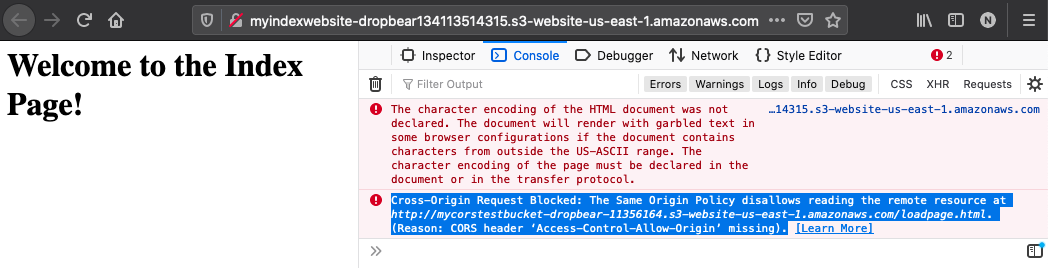 myindexwebsite-dropbear134113514315.s3-website-us-east-1.amazonaws.com
N
Welcome to the Index
Page!
Inspector Console Debugger Network Style Editor 2
Filter Output Errors Warnings Logs Info Debug CSS XHR Requests
The character encoding of the HTML document was not …14315.s3-website-us-east-1.amazonaws.com
declared. The document will render with garbled text in
some browser configurations if the document contains
characters from outside the US-ASCII range. The
character encoding of the page must be declared in the
document or in the transfer protocol.
Cross-Origin Request Blocked: The Same Origin Policy disallows reading the remote resource at
http://mycorstestbucket-dropbear-11356164.s3-website-us-east-1.amazonaws.com/loadpage.html.
(Reason: CORS header ‘Access-Control-Allow-Origin’ missing). [Learn More]